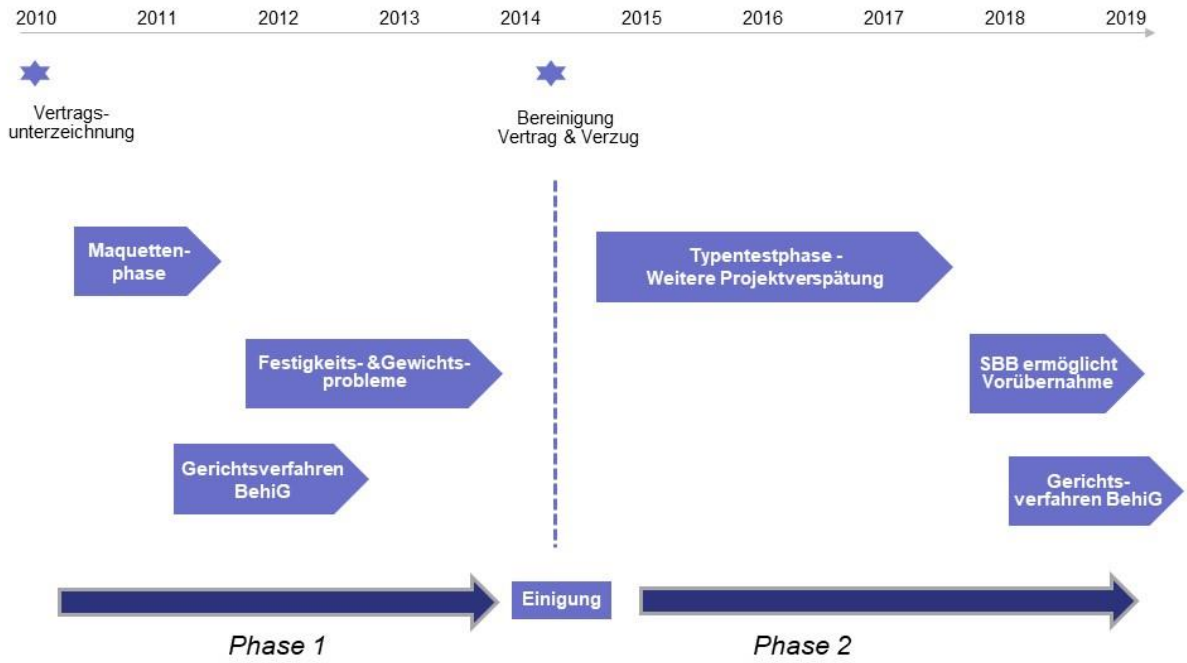 2010 2011 2012 2013 2014 2015 2016 2017 2018 2019
Vertrags-
unterzeichnung
Bereinigung
Vertrag & Verzug
Maquetten-
phase
Typentestphase -
Weitere Projektverspätung
Festigkeits- &Gewichts-
probleme
SBB ermöglicht
Vorübernahme
Gerichtsverfahren
BehiG
Gerichts-
verfahren BehiG
Einigung
Phase 1
Phase 2